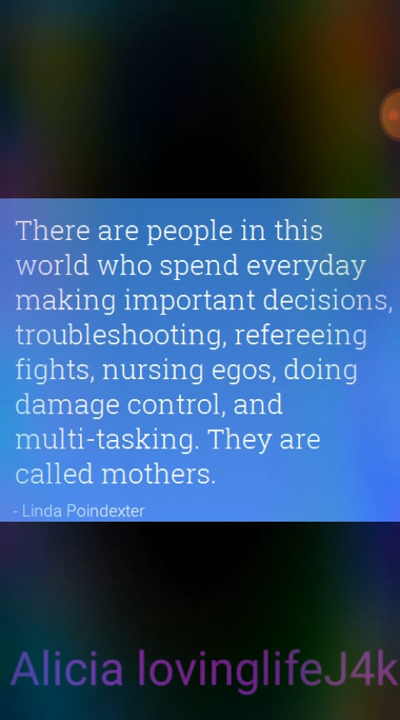 There are people in this
world who spend everyday
making important decisions,
troubleshooting, refereeing
fights, nursing egos, doing
damage control, and
multi-tasking. They are
called mothers.
- Linda Poindexter
Alicia lovinglifeJ4k